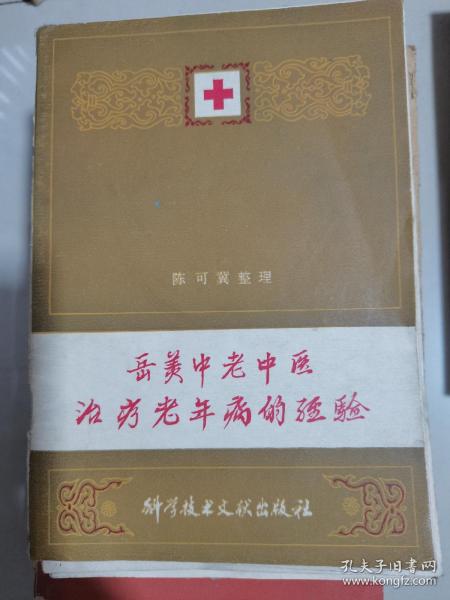 陈可冀整理
岳美中老中医
治疗老年病的经验
科学技术文献出版社
孔夫子旧书网
www.kongfz.com